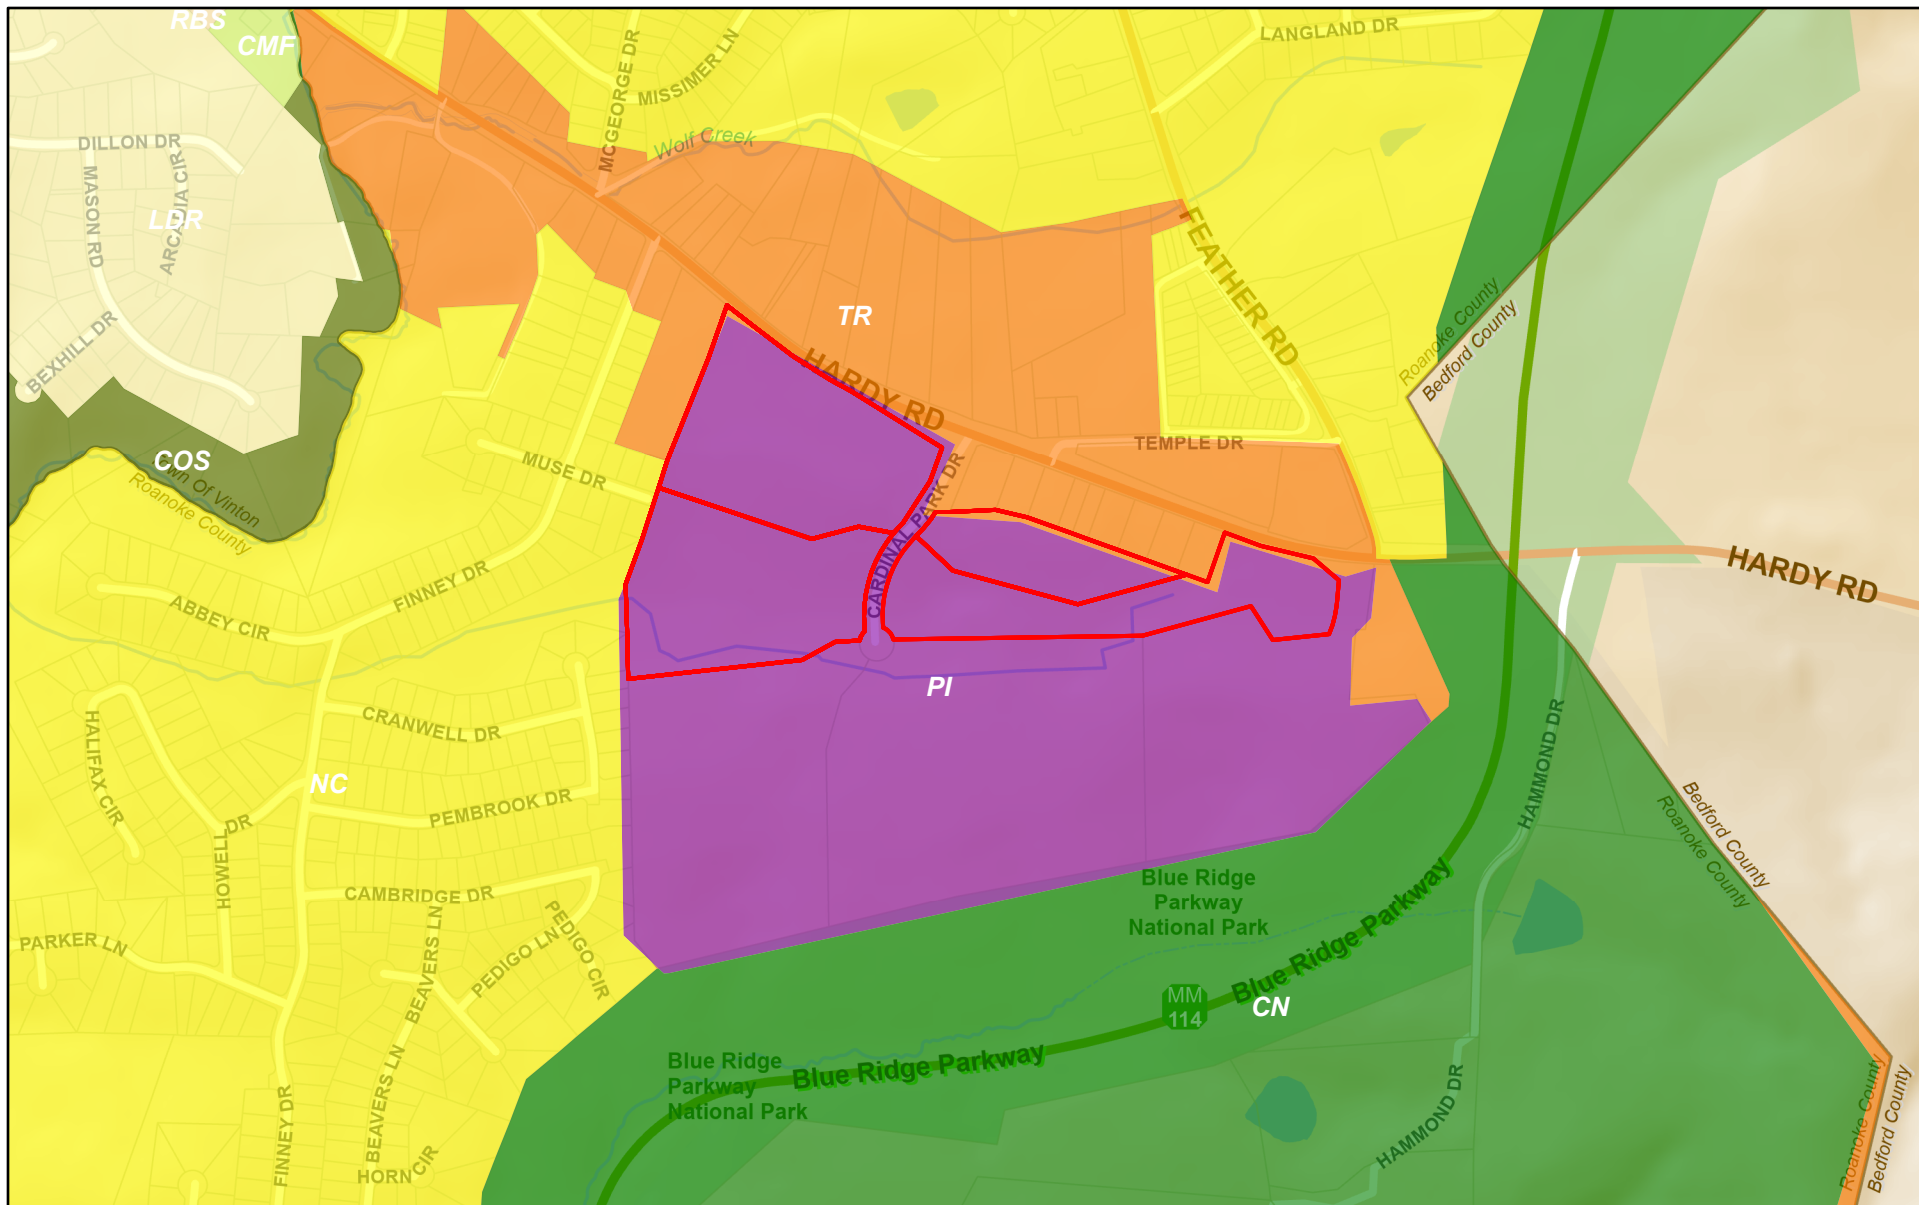 RBS
CMF
LANGLAND DR
MCGEORGE DR
MISSIMER LN
Wolf Creek
DILLON DR
MASON RD
ARCADIA CIR
LDR
FEATHER RD
TR
Roanoke County
Bedford County
BEXHILL DR
HARDY RD
TEMPLE DR
COS
Town Of Vinton
Roanoke County
MUSE DR
CARDINAL PARK DR
HARDY RD
ABBEY CIR
FINNEY DR
PI
CRANWELL DR
HALIFAX CIR
NC
HAMMOND DR
Bedford County
Roanoke County
PEMBROOK DR
HOWELL DR
CAMBRIDGE DR
Blue Ridge
Parkway
National Park
PARKER LN
BEAVERS LN
PEDIGO LN
PEDIGO CIR
Blue Ridge Parkway
MM
114
CN
Blue Ridge
Parkway
National Park
Blue Ridge Parkway
FINNEY DR
BEAVERS LN
HORN CIR
HAMMOND DR
Roanoke County
Bedford County